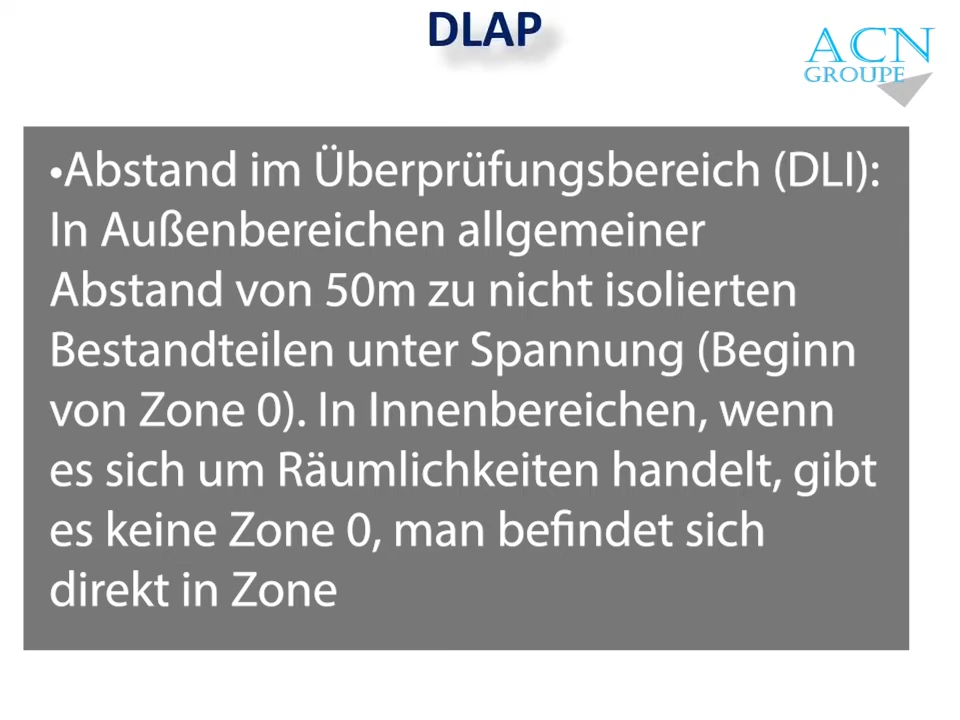 DLAP
ACN
GROUPE
•Abstand im Überprüfungsbereich (DLI):
In Außenbereichen allgemeiner
Abstand von 50m zu nicht isolierten
Bestandteilen unter Spannung (Beginn
von Zone 0). In Innenbereichen, wenn
es sich um Räumlichkeiten handelt, gibt
es keine Zone 0, man befindet sich
direkt in Zone